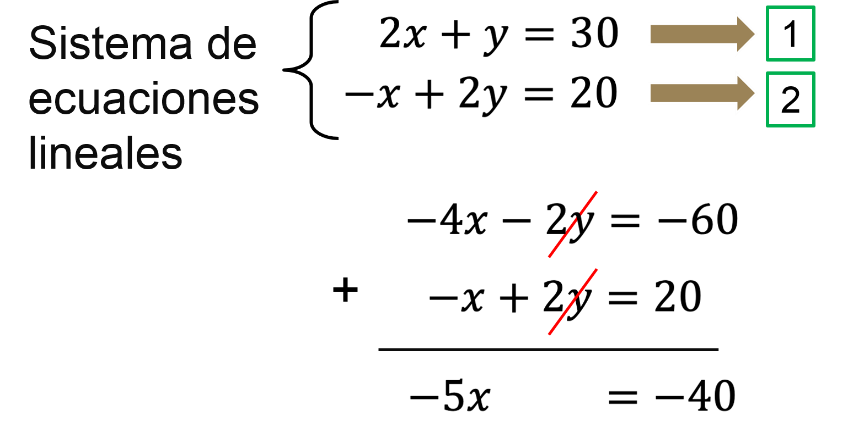 Sistema de
ecuaciones
lineales
2x + y = 30
1
−x + 2y = 20
2
−4x − 2y = −60
+ −x + 2y = 20
−5x = −40